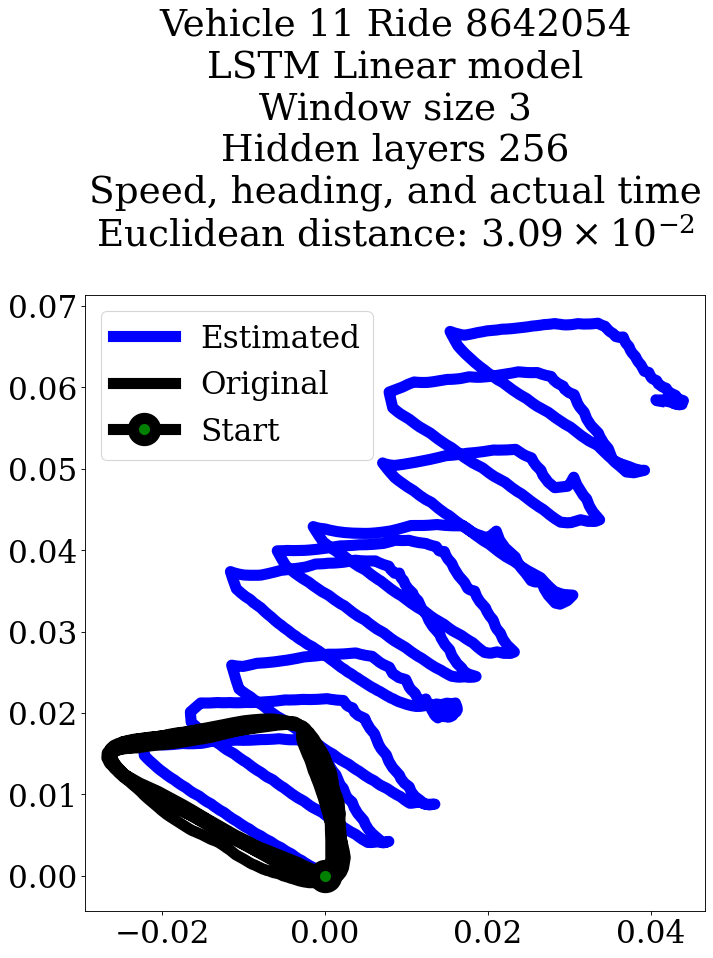 Vehicle 11 Ride 8642054
LSTM Linear model
Window size 3
Hidden layers 256
Speed, heading, and actual time
Euclidean distance: 3.09 × 10⁻²
0.07
Estimated
0.06
Original
Start
0.05
0.04
0.03
0.02
0.01
0.00
−0.02 0.00 0.02 0.04